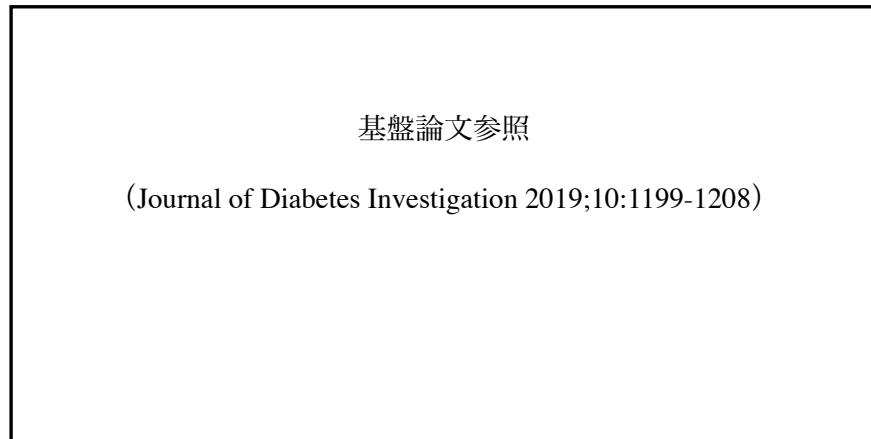 基盤論文参照
（Journal of Diabetes Investigation 2019;10:1199-1208）